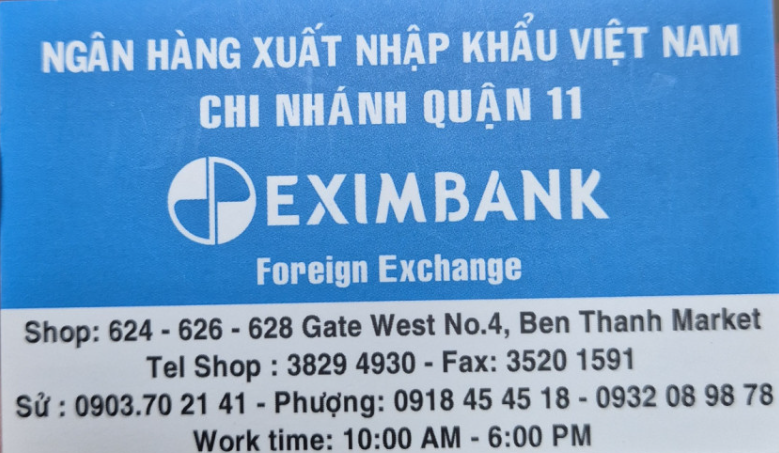 NGÂN HÀNG XUẤT NHẬP KHẨU VIỆT NAM
CHI NHÁNH QUẬN 11
EXIMBANK
Foreign Exchange
Shop: 624 - 626 - 628 Gate West No.4, Ben Thanh Market
Tel Shop : 3829 4930 - Fax: 3520 1591
Sử : 0903.70 21 41 - Phượng: 0918 45 45 18 - 0932 08 98 78
Work time: 10:00 AM - 6:00 PM